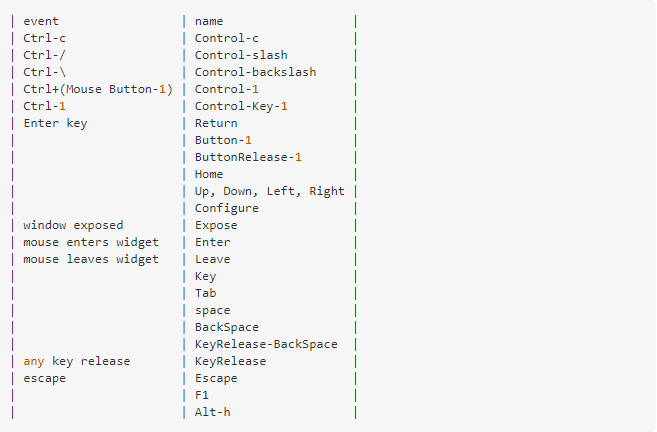 | event | name |
| Ctrl-c | Control-c |
| Ctrl-/ | Control-slash |
| Ctrl-\ | Control-backslash |
| Ctrl+(Mouse Button-1) | Control-1 |
| Ctrl-1 | Control-Key-1 |
| Enter key | Return |
| | Button-1 |
| | ButtonRelease-1 |
| | Home |
| | Up, Down, Left, Right |
| | Configure |
| window exposed | Expose |
| mouse enters widget | Enter |
| mouse leaves widget | Leave |
| | Key |
| | Tab |
| | space |
| | BackSpace |
| | KeyRelease-BackSpace |
| any key release | KeyRelease |
| escape | Escape |
| | F1 |
| | Alt-h |